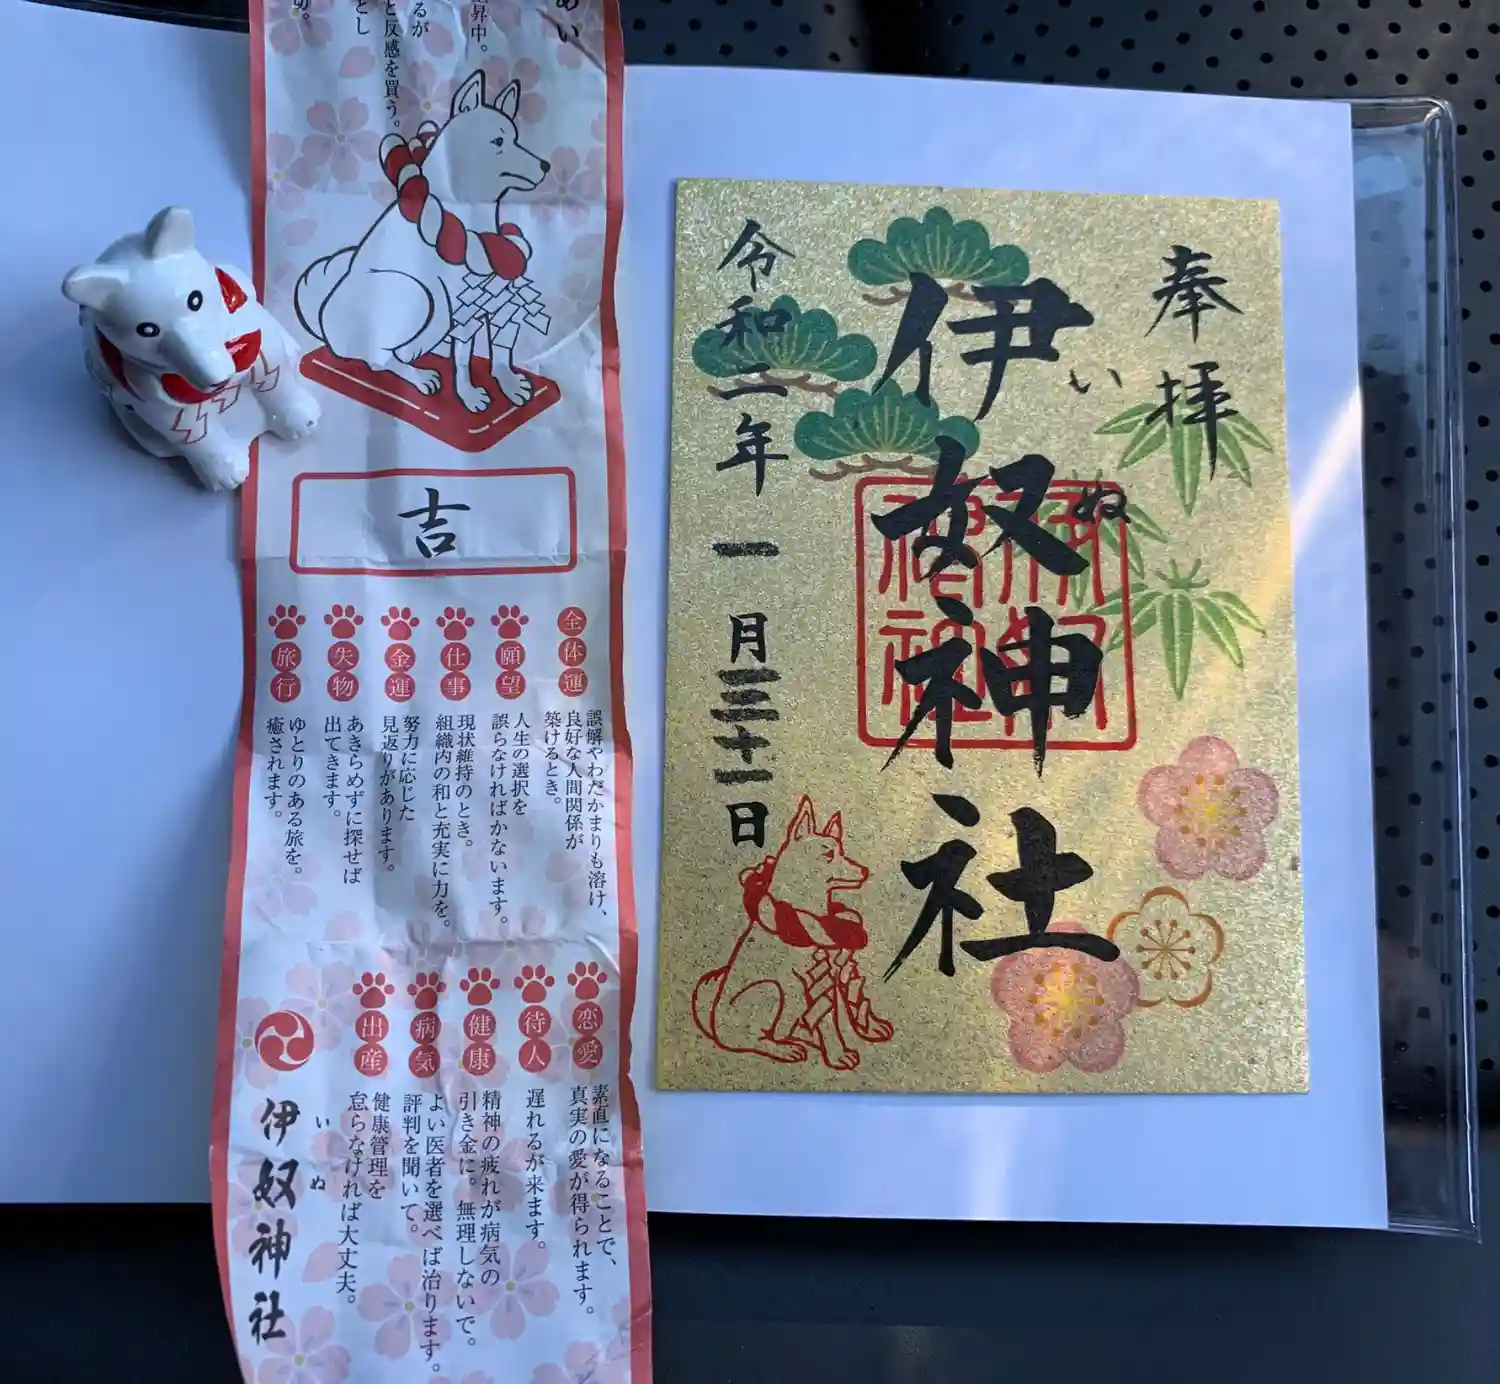 めい
上昇中。
るが
と反感を買う。
とし
切。
吉
全体運
誤解やわだかまりも溶け、
良好な人間関係が
築けるとき。
願望
人生の選択を
誤らなければかないます。
仕事
現状維持のとき。
組織内の和と充実に力を。
金運
努力に応じた
見返りがあります。
失物
あきらめずに探せば
出てきます。
旅行
ゆとりのある旅を。
癒されます。
恋愛
素直になることで、
真実の愛が得られます。
待人
遅れるが来ます。
健康
精神の疲れが病気の
引き金に。無理しないで。
病気
よい医者を選べば治ります。
評判を聞いて。
出産
健康管理を
怠らなければ大丈夫。
いぬ
伊奴神社
奉拝
いぬ
伊奴神社
令和二年 一月三十一日